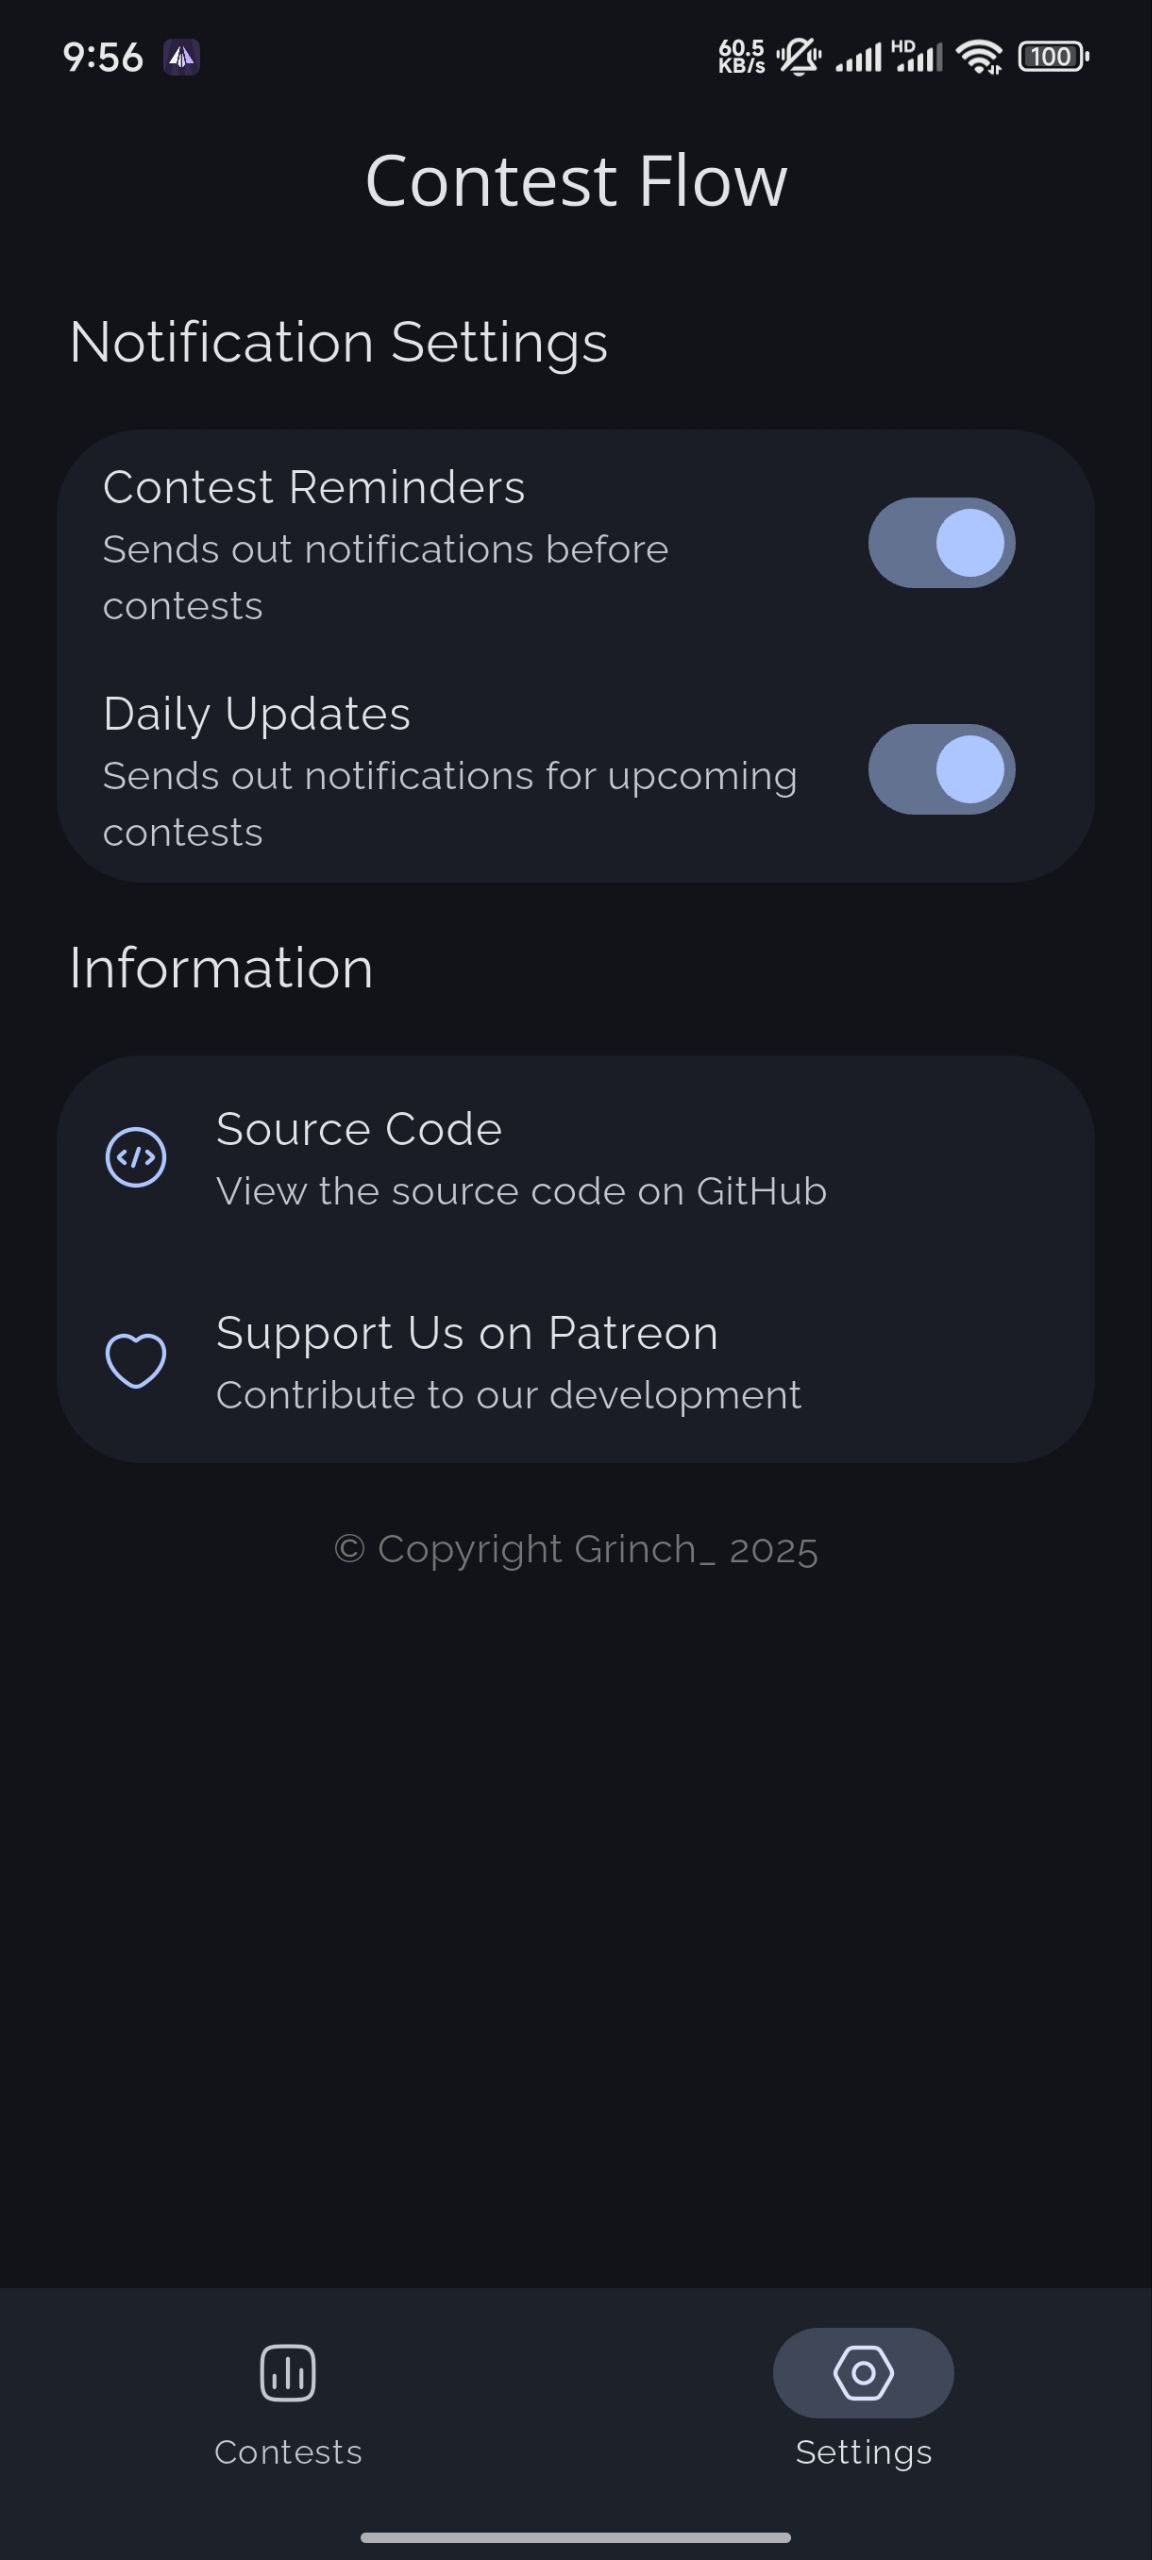 9:56
60.5
KB/s
HD
100
Contest Flow
Notification Settings
Contest Reminders
Sends out notifications before
contests
Daily Updates
Sends out notifications for upcoming
contests
Information
Source Code
View the source code on GitHub
Support Us on Patreon
Contribute to our development
© Copyright Grinch_ 2025
Contests
Settings